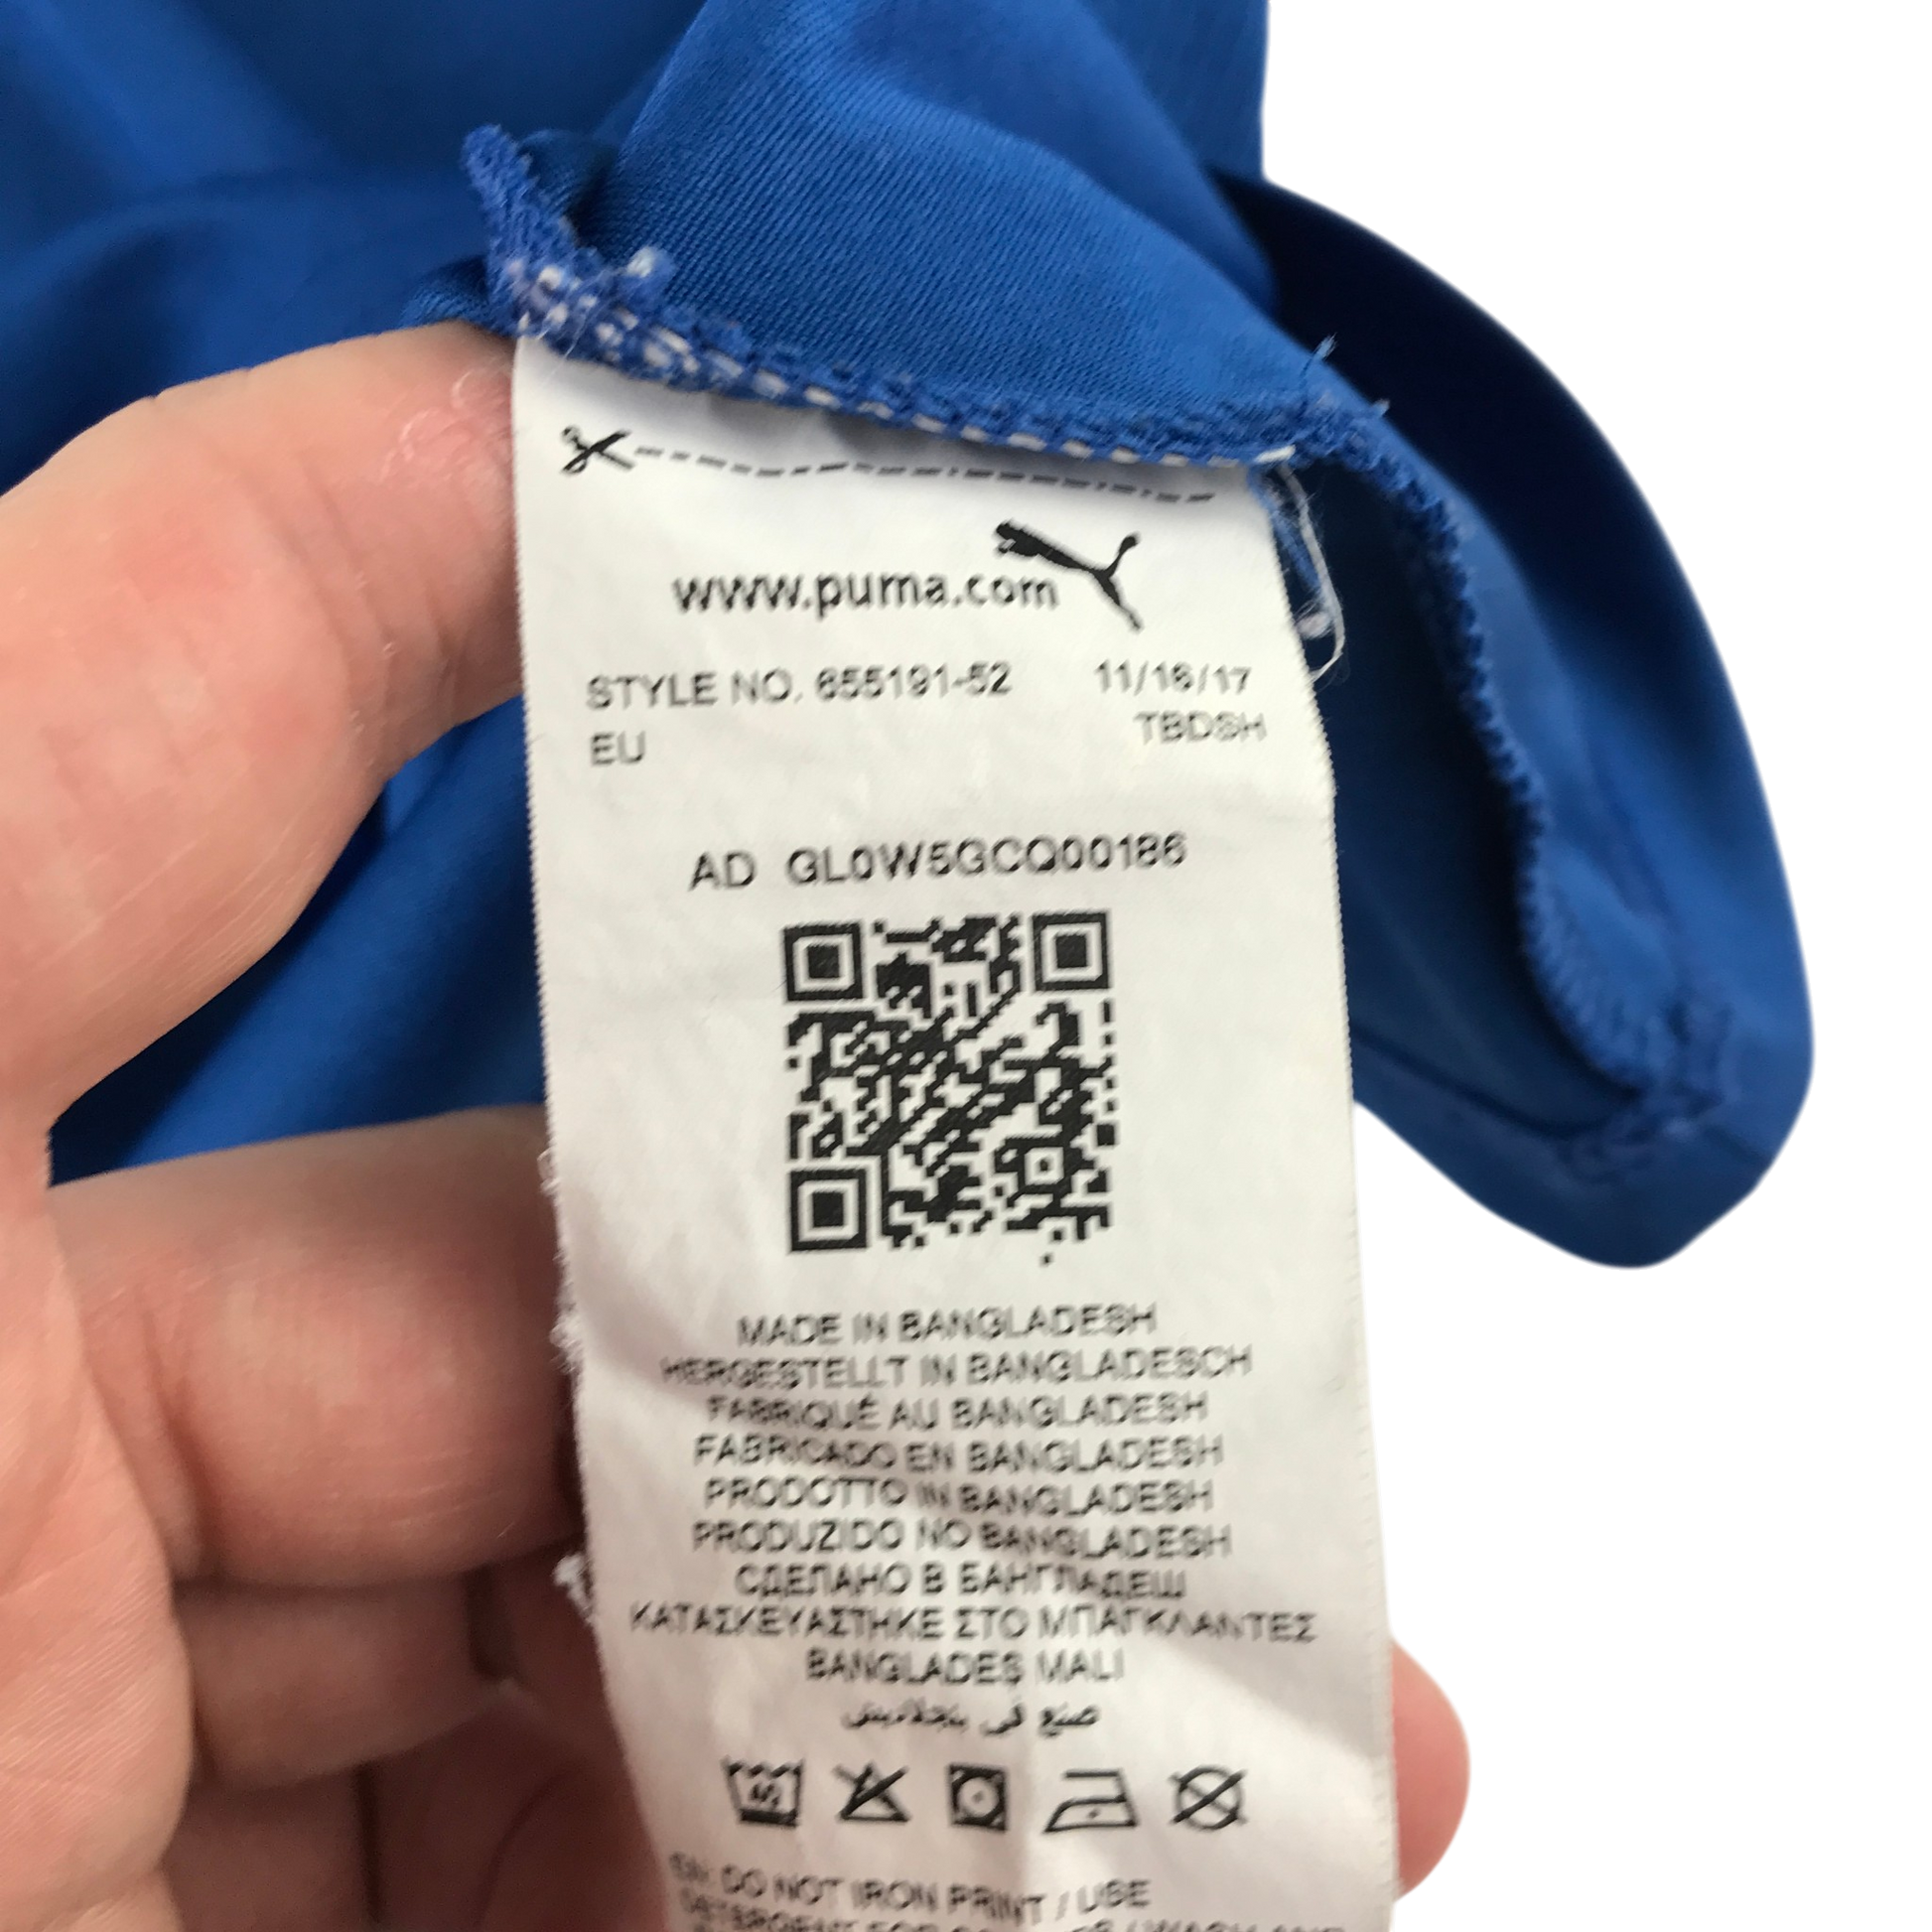 www.puma.com
STYLE NO. 655191-52 11/16/17
EU TBDSH
AD GL0W5GCQ00186
MADE IN BANGLADESH
HERGESTELLT IN BANGLADESCH
FABRIQUÉ AU BANGLADESH
FABRICADO EN BANGLADESH
PRODOTTO IN BANGLADESH
PRODUZIDO NO BANGLADESH
СДЕЛАНО В БАНГЛАДЕШ
ΚΑΤΑΣΚΕΥΑΣΤΗΚΕ ΣΤΟ ΜΠΑΓΚΛΑΝΤΕΣ
BANGLADEŞ MALI
صنع في بنجلاديش
DO NOT IRON PRINT / USE
DETERGENT FOR